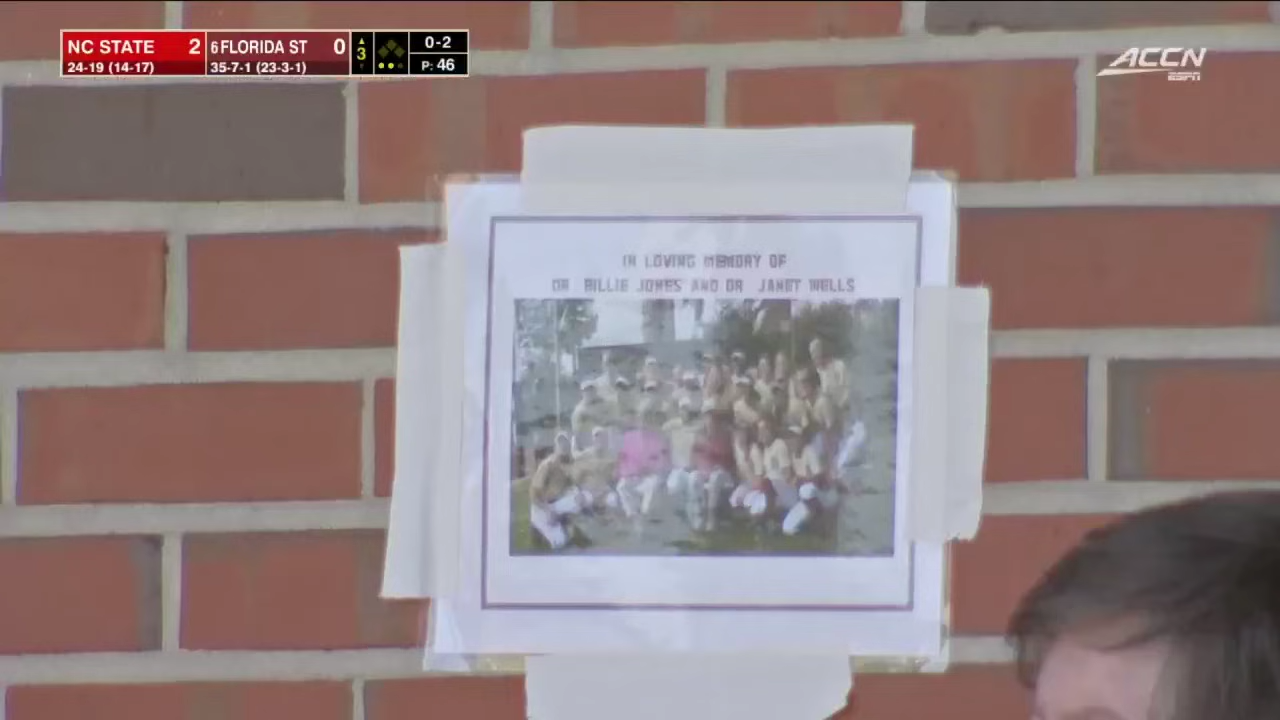 NC STATE 2 6 FLORIDA ST 0 3 0-2
24-19 (14-17) 35-7-1 (23-3-1) P: 46
ACCN
ESPN
IN LOVING MEMORY OF
DR BILLIE JONES AND DR JANET WELLS